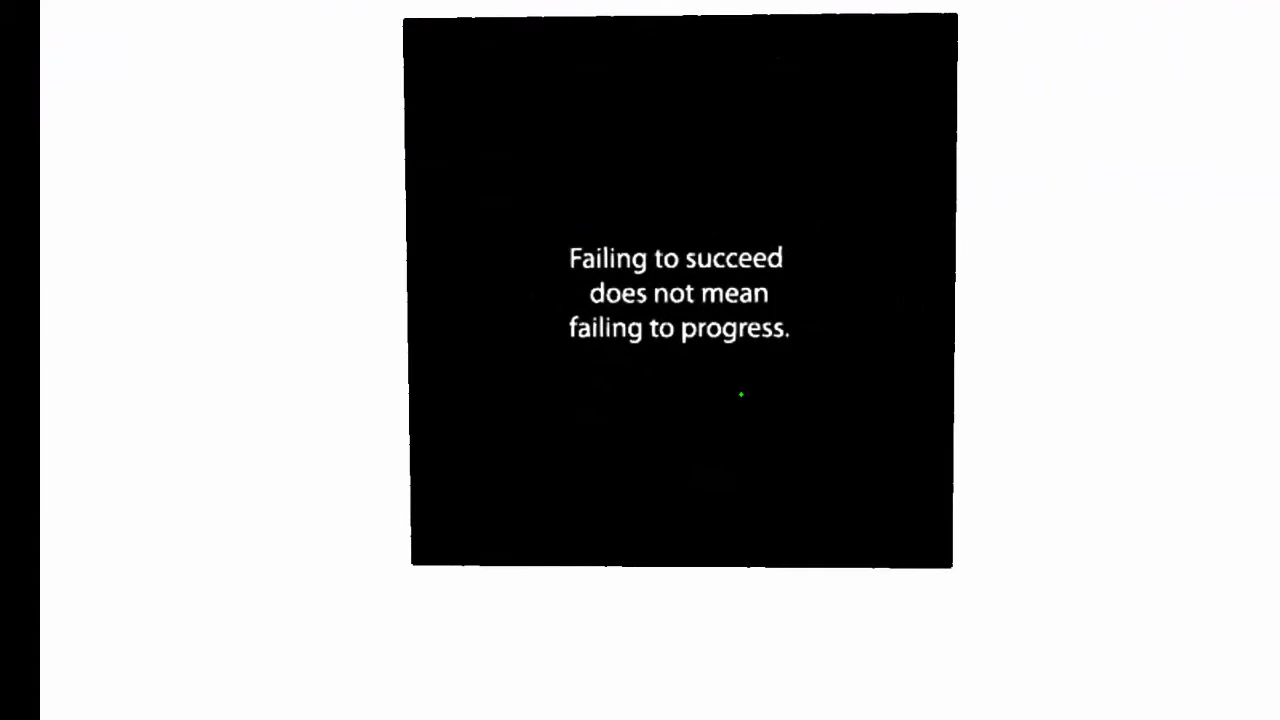 Failing to succeed
does not mean
failing to progress.